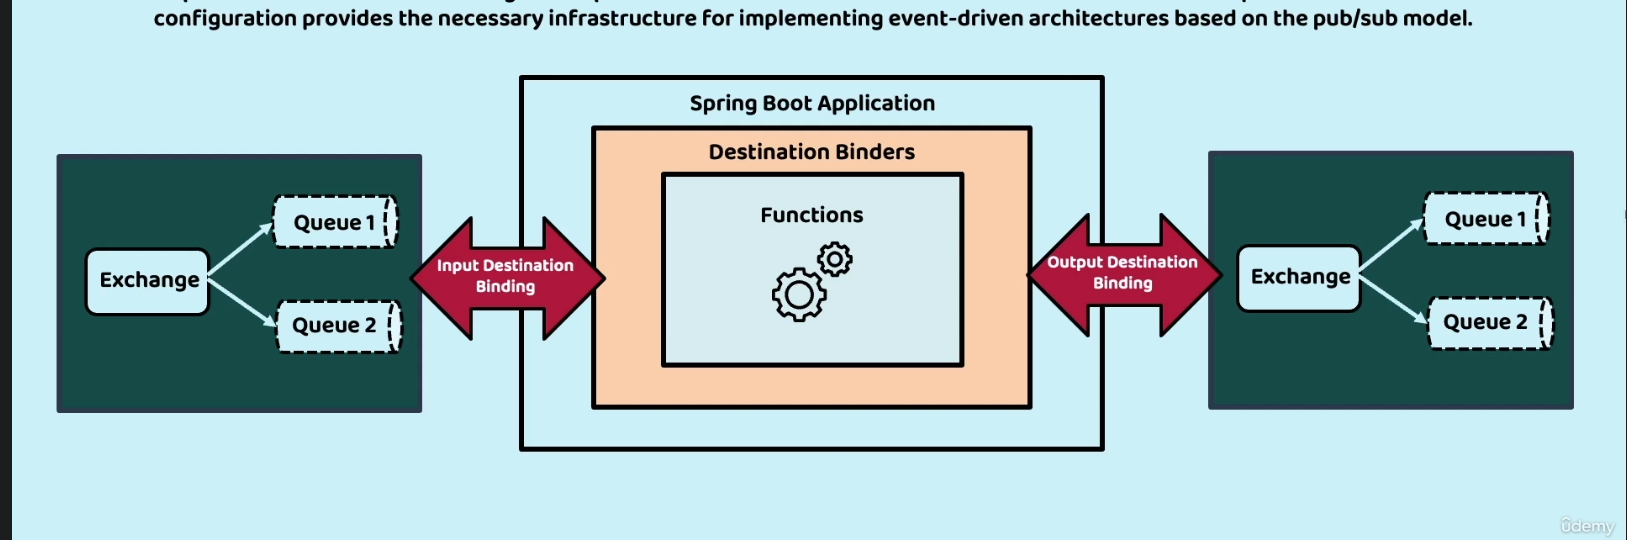 configuration provides the necessary infrastructure for implementing event-driven architectures based on the pub/sub model.
Spring Boot Application
Destination Binders
Functions
Exchange
Queue 1
Queue 2
Input Destination
Binding
Output Destination
Binding
Exchange
Queue 1
Queue 2
ûdemy